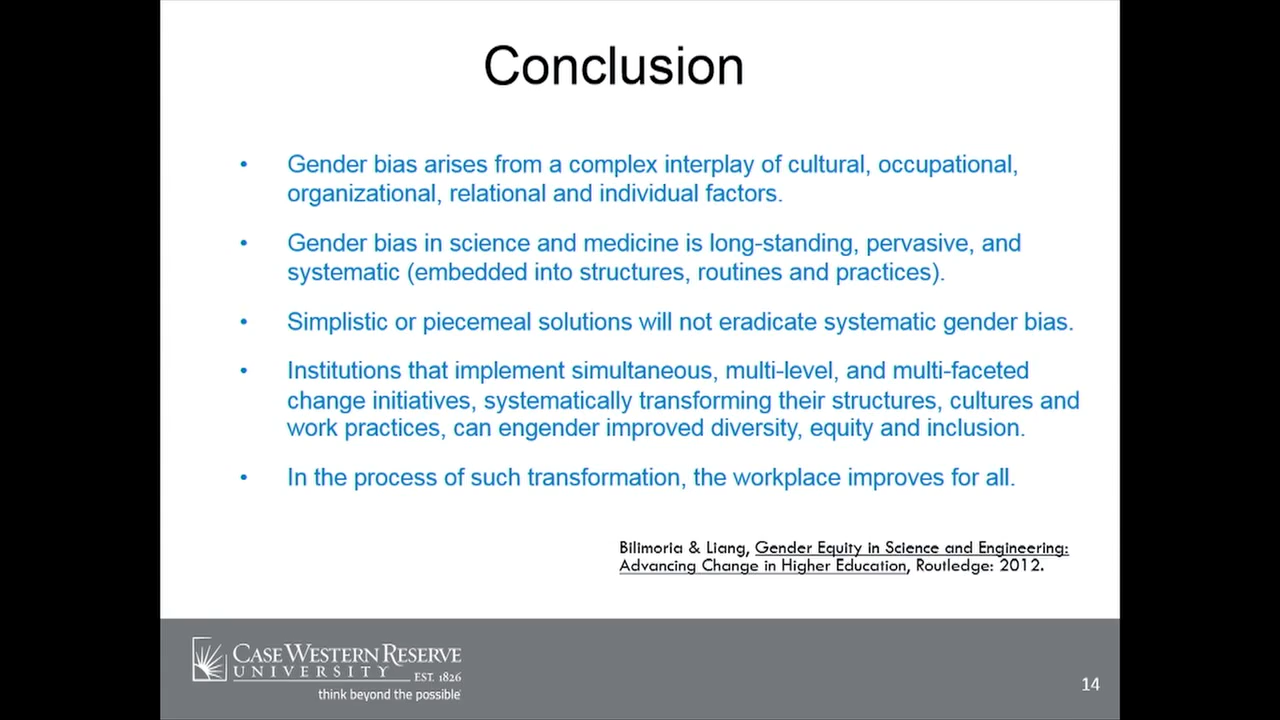 Conclusion
• Gender bias arises from a complex interplay of cultural, occupational,
organizational, relational and individual factors.
• Gender bias in science and medicine is long-standing, pervasive, and
systematic (embedded into structures, routines and practices).
• Simplistic or piecemeal solutions will not eradicate systematic gender bias.
• Institutions that implement simultaneous, multi-level, and multi-faceted
change initiatives, systematically transforming their structures, cultures and
work practices, can engender improved diversity, equity and inclusion.
• In the process of such transformation, the workplace improves for all.
Bilimoria & Liang, Gender Equity in Science and Engineering:
Advancing Change in Higher Education, Routledge: 2012.
CASE WESTERN RESERVE
UNIVERSITY EST. 1826
think beyond the possible
14